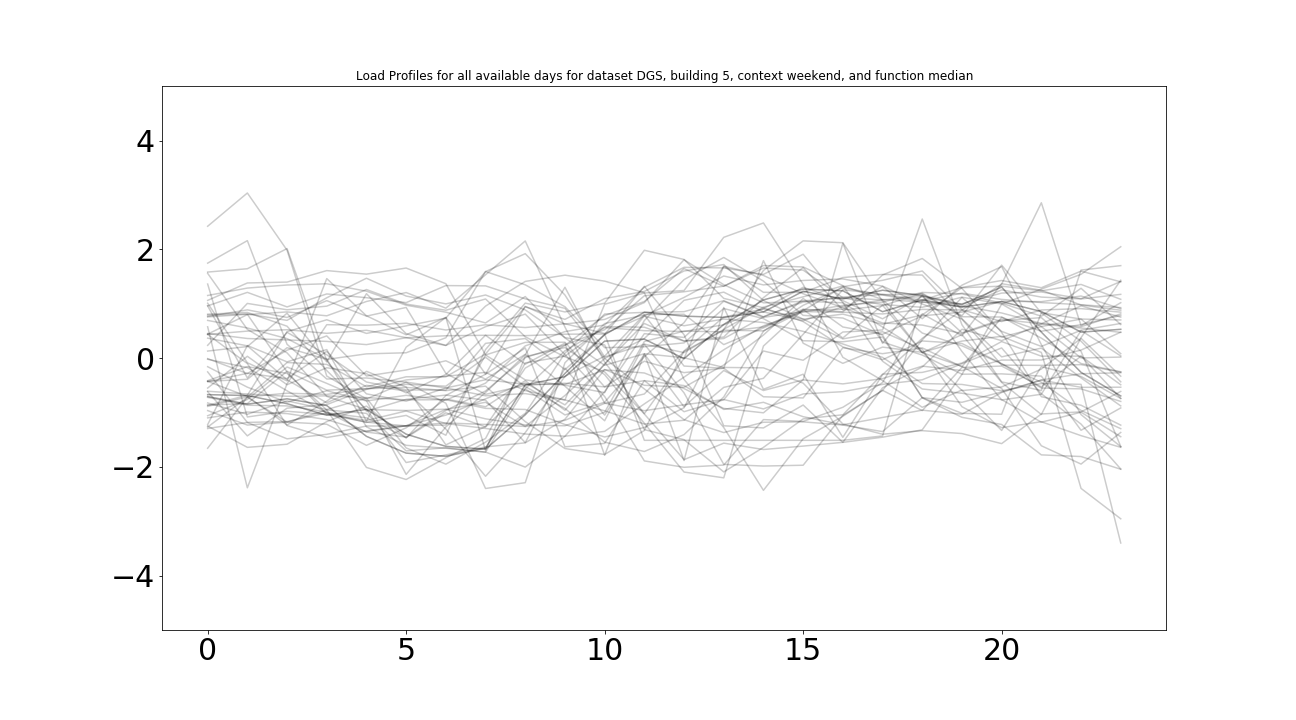 Load Profiles for all available days for dataset DGS, building 5, context weekend, and function median
4
2
0
−2
−4
0 5 10 15 20